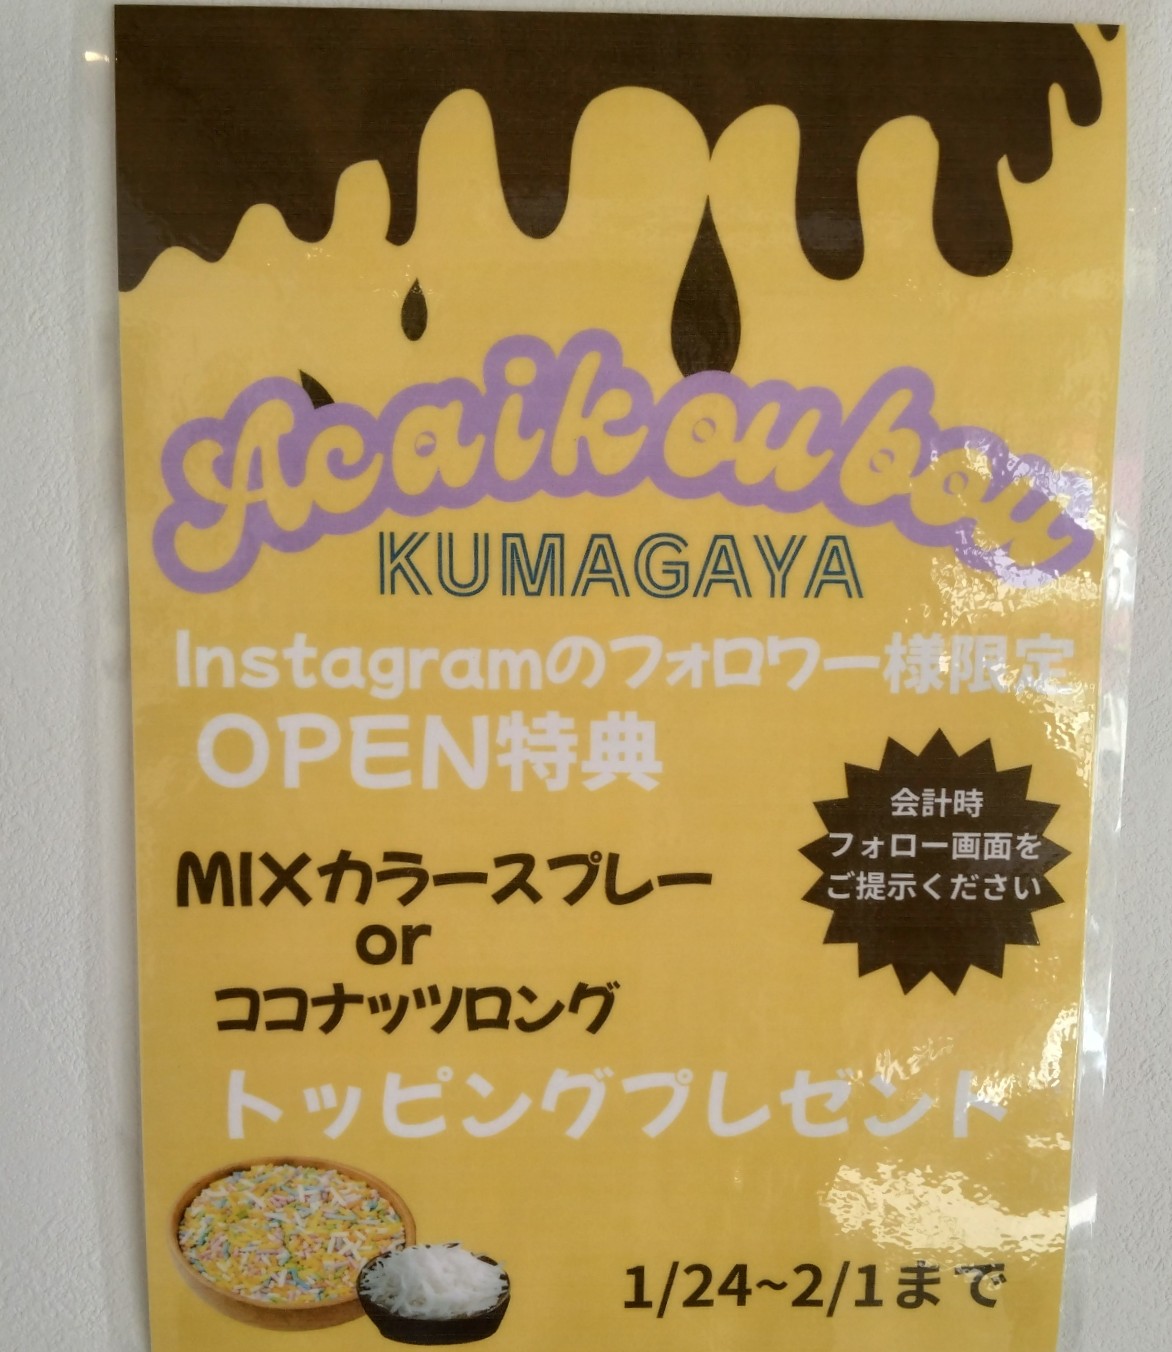 Acaikoubou
KUMAGAYA
Instagramのフォロワー様限定
OPEN特典
会計時
フォロー画面を
ご提示ください
MIXカラースプレー
or
ココナッツロング
トッピングプレゼント
1/24~2/1まで